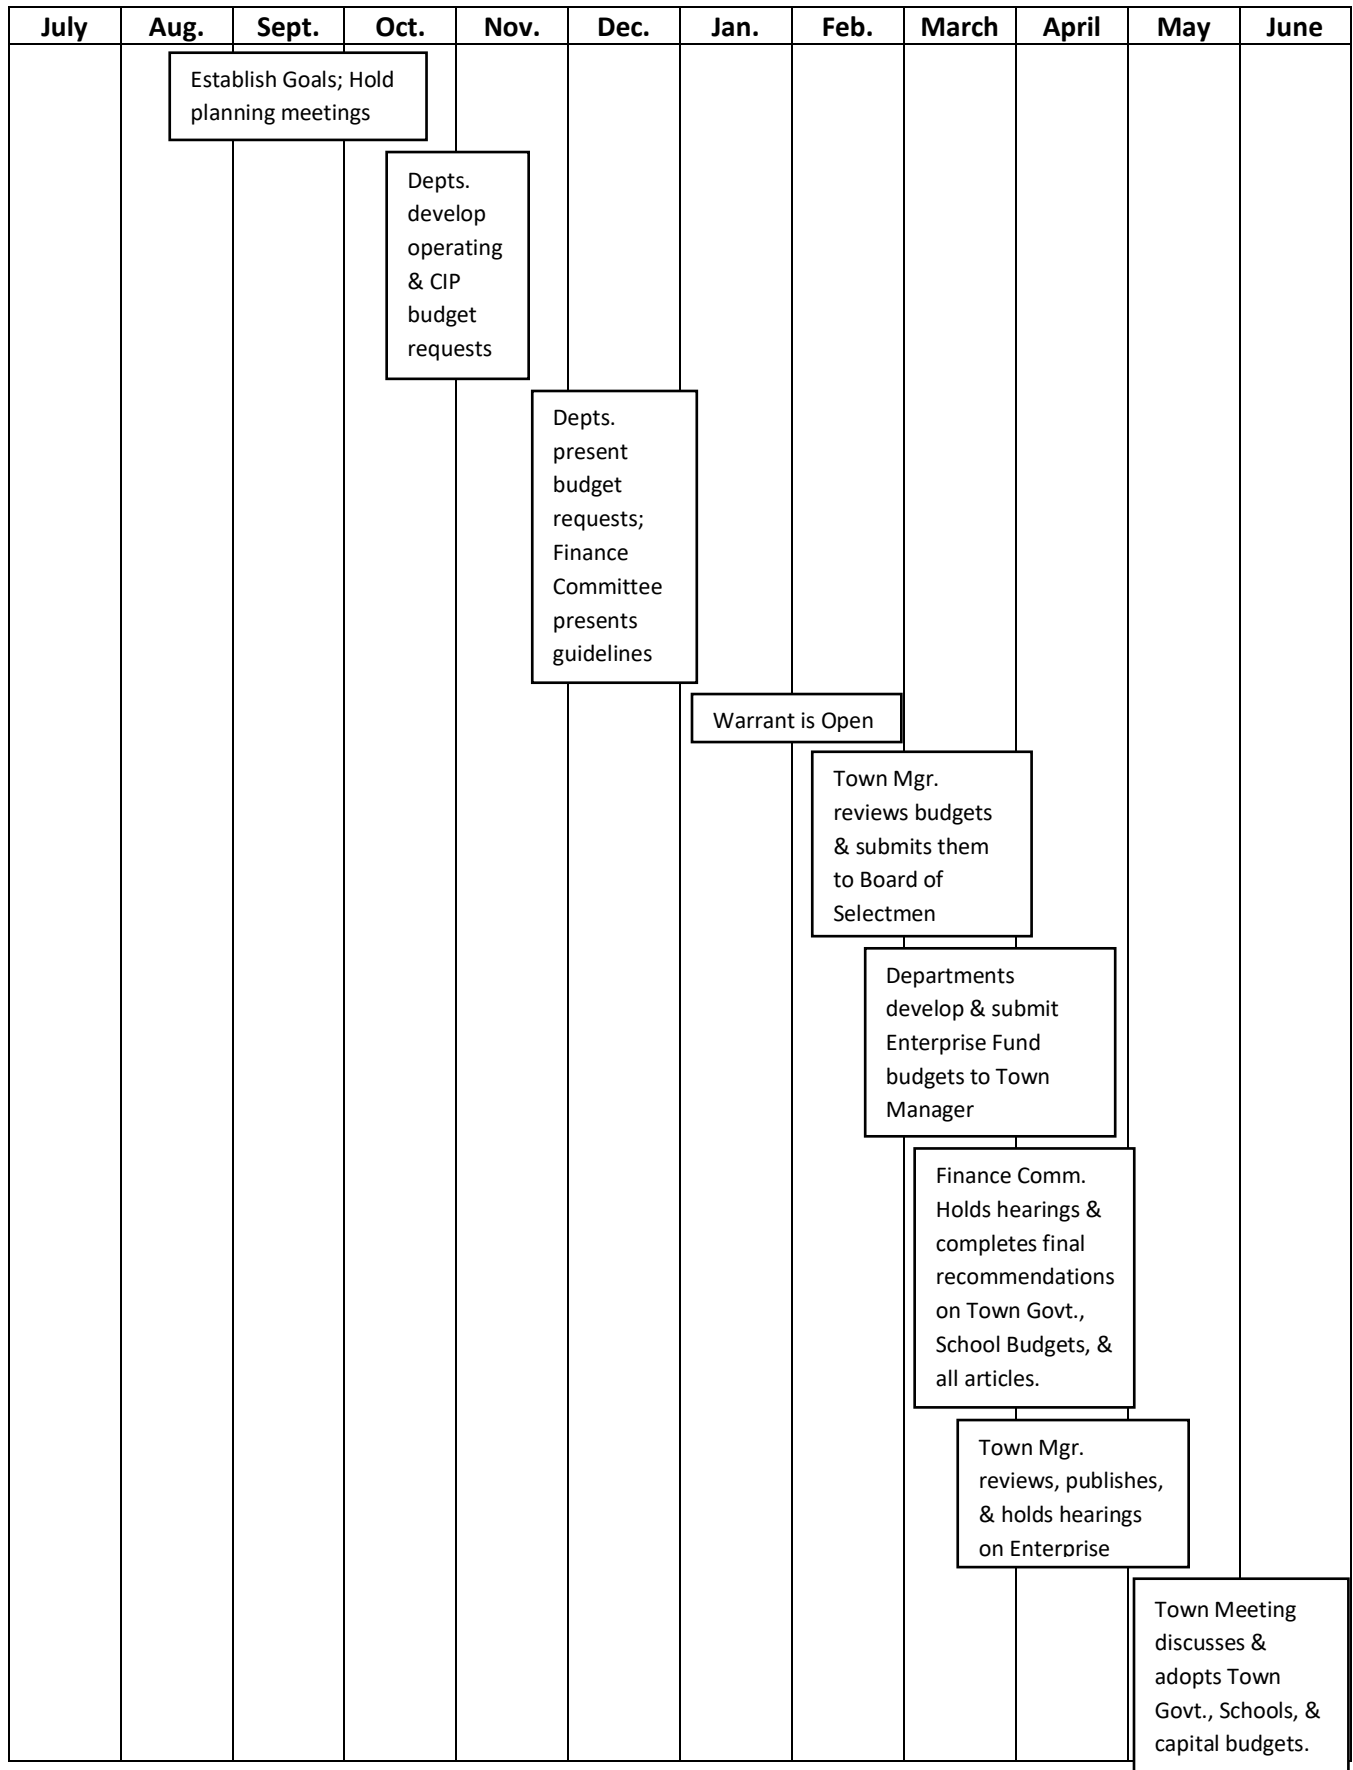 July Aug. Sept. Oct. Nov. Dec. Jan. Feb. March April May June
Establish Goals; Hold
planning meetings
Depts.
develop
operating
& CIP
budget
requests
Depts.
present
budget
requests;
Finance
Committee
presents
guidelines
Warrant is Open
Town Mgr.
reviews budgets
& submits them
to Board of
Selectmen
Departments
develop & submit
Enterprise Fund
budgets to Town
Manager
Finance Comm.
Holds hearings &
completes final
recommendations
on Town Govt.,
School Budgets, &
all articles.
Town Mgr.
reviews, publishes,
& holds hearings
on Enterprise
Town Meeting
discusses &
adopts Town
Govt., Schools, &
capital budgets.